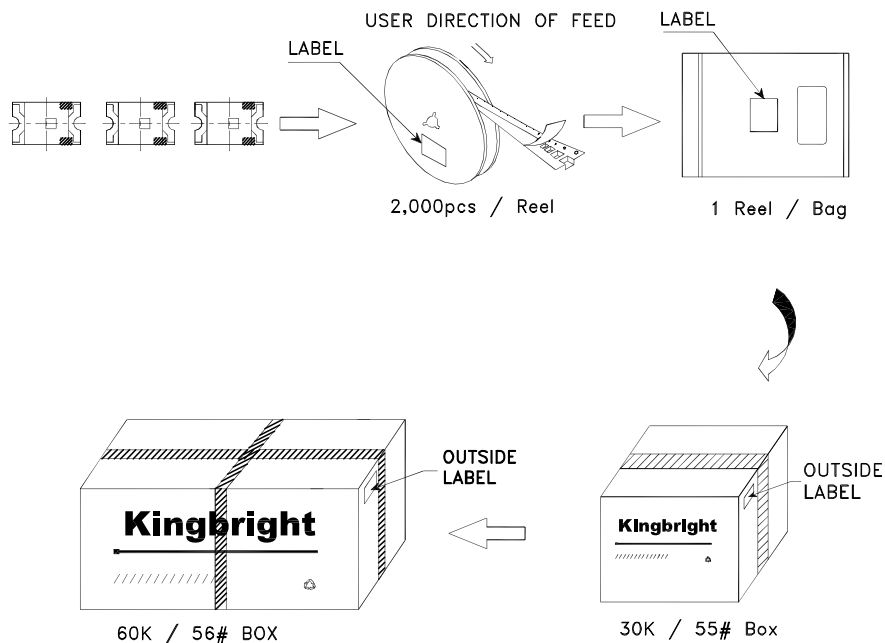 USER DIRECTION OF FEED
LABEL
LABEL
2,000pcs / Reel
1 Reel / Bag
OUTSIDE
LABEL
OUTSIDE
LABEL
Kingbright
Kingbright
60K / 56# BOX
30K / 55# Box